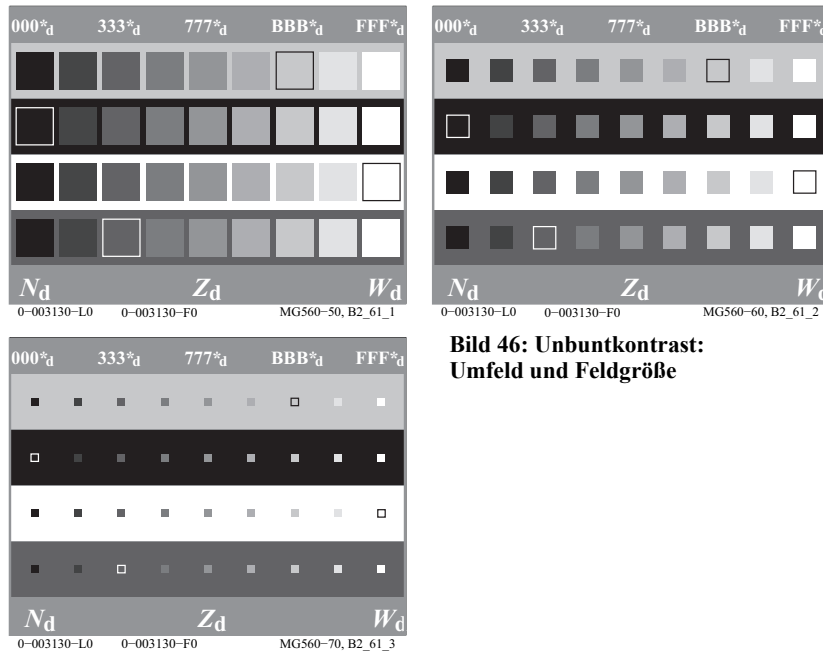 000*d 333*d 777*d BBB*d FFF*d
Nd Zd Wd
0−003130−L0 0−003130−F0 MG560−50, B2_61_1
000*d 333*d 777*d BBB*d FFF*d
Nd Zd Wd
0−003130−L0 0−003130−F0 MG560−60, B2_61_2
Bild 46: Unbuntkontrast:
Umfeld und Feldgröße
000*d 333*d 777*d BBB*d FFF*d
Nd Zd Wd
0−003130−L0 0−003130−F0 MG560−70, B2_61_3